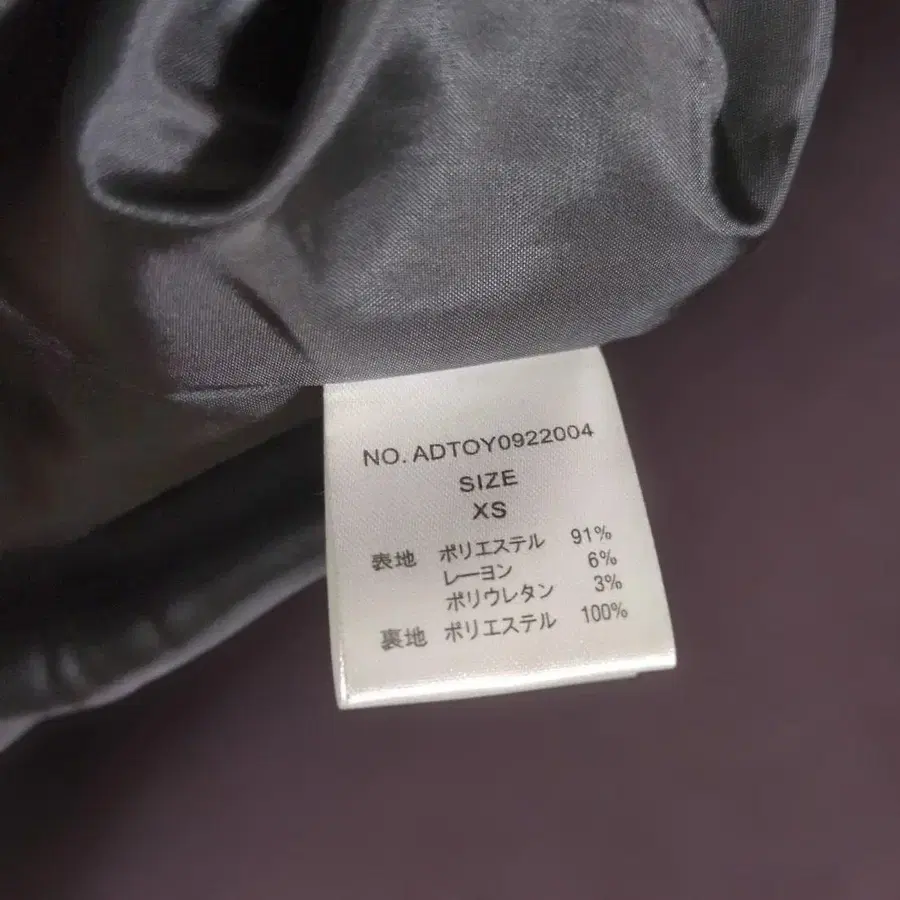 NO. ADTOY0922004
SIZE
XS
表地 ポリエステル 91%
レーヨン 6%
ポリウレタン 3%
裏地 ポリエステル 100%